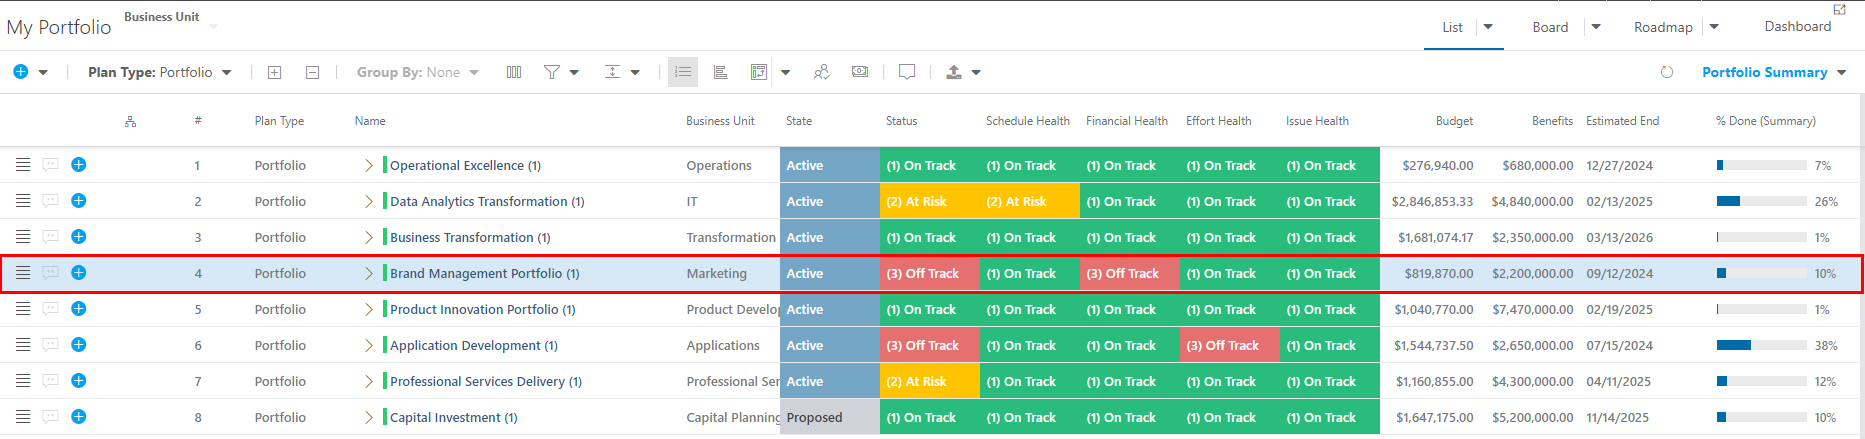 Business Unit
My Portfolio
List Board Roadmap Dashboard
Plan Type: Portfolio Group By: None Portfolio Summary
# Plan Type Name Business Unit State Status Schedule Health Financial Health Effort Health Issue Health Budget Benefits Estimated End % Done (Summary)
1 Portfolio Operational Excellence (1) Operations Active (1) On Track (1) On Track (1) On Track (1) On Track (1) On Track $276,940.00 $680,000.00 12/27/2024 7%
2 Portfolio Data Analytics Transformation (1) IT Active (2) At Risk (2) At Risk (1) On Track (1) On Track (1) On Track $2,846,853.33 $4,840,000.00 02/13/2025 26%
3 Portfolio Business Transformation (1) Transformation Active (1) On Track (1) On Track (1) On Track (1) On Track (1) On Track $1,681,074.17 $2,350,000.00 03/13/2026 1%
4 Portfolio Brand Management Portfolio (1) Marketing Active (3) Off Track (1) On Track (3) Off Track (1) On Track (1) On Track $819,870.00 $2,200,000.00 09/12/2024 10%
5 Portfolio Product Innovation Portfolio (1) Product Develop Active (1) On Track (1) On Track (1) On Track (1) On Track (1) On Track $1,040,770.00 $7,470,000.00 02/19/2025 1%
6 Portfolio Application Development (1) Applications Active (3) Off Track (1) On Track (1) On Track (3) Off Track (1) On Track $1,544,737.50 $2,650,000.00 07/15/2024 38%
7 Portfolio Professional Services Delivery (1) Professional Ser Active (2) At Risk (1) On Track (1) On Track (1) On Track (1) On Track $1,160,855.00 $4,300,000.00 04/11/2025 12%
8 Portfolio Capital Investment (1) Capital Planning Proposed (1) On Track (1) On Track (1) On Track (1) On Track (1) On Track $1,647,175.00 $5,200,000.00 11/14/2025 10%